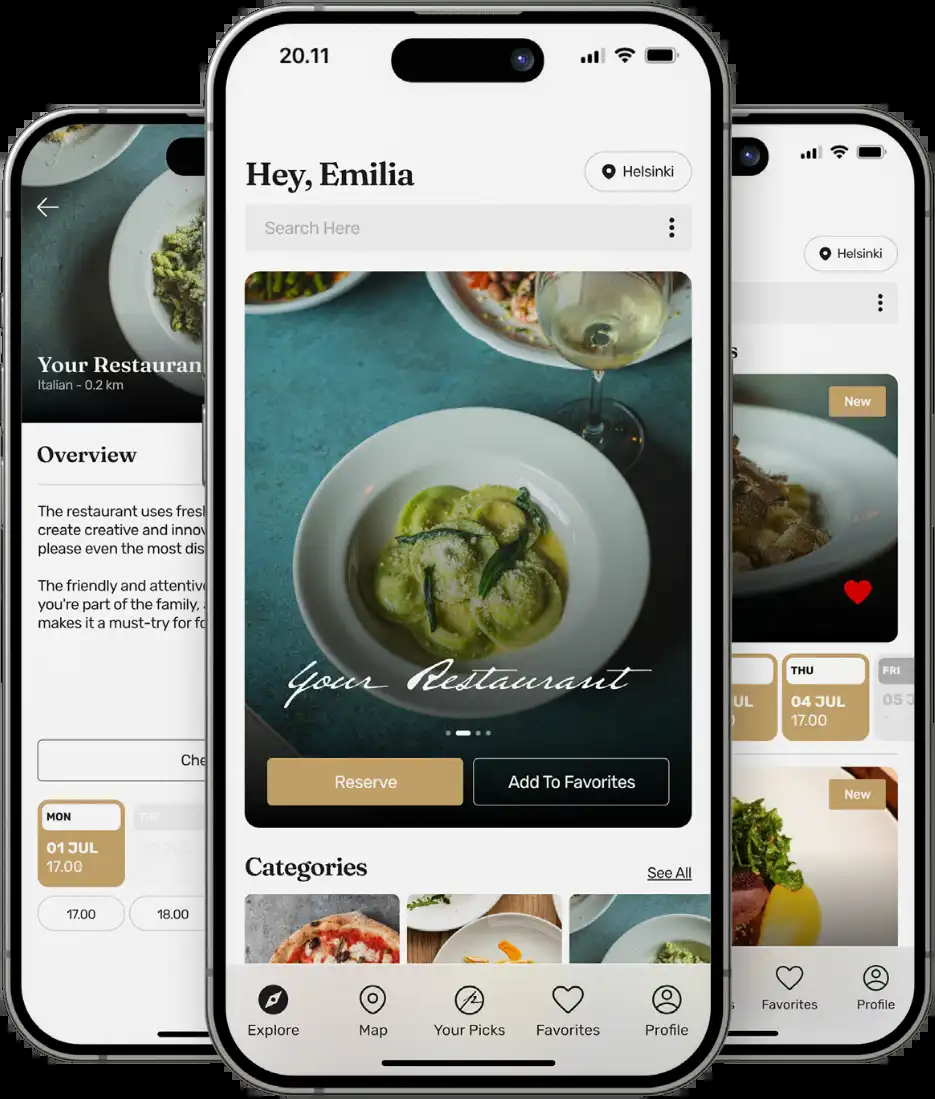 Your Restauran
Italian - 0.2 km
Overview
The restaurant uses fres
create creative and innov
please even the most dis
The friendly and attentiv
you're part of the family,
makes it a must-try for fo
Che
MON
01 JUL
17.00
17.00
18.00
20.11
Hey, Emilia
Helsinki
Search Here
Your Restaurant
Reserve
Add To Favorites
Categories
See All
Explore
Map
Your Picks
Favorites
Profile
Helsinki
s
New
UL
THU
04 JUL
17.00
FRI
05 J
New
s
Favorites
Profile